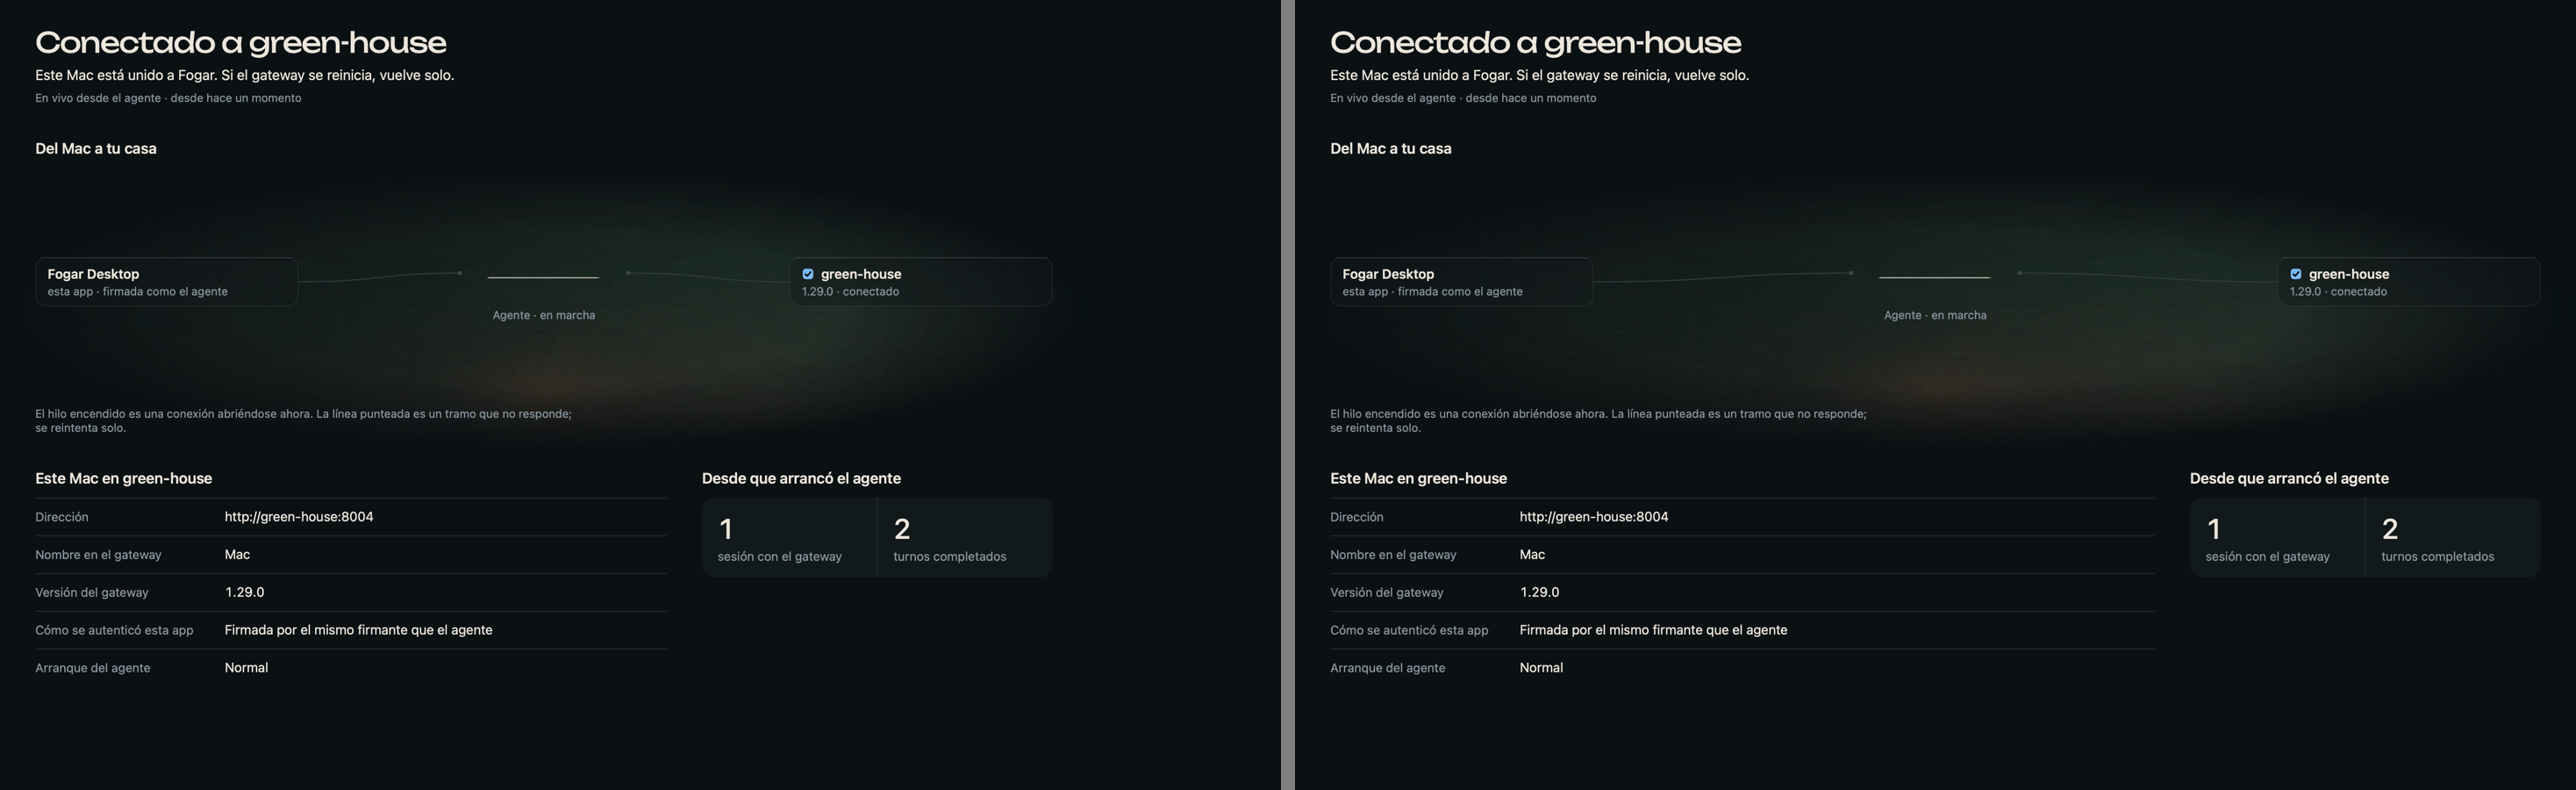 Conectado a green-house
Este Mac está unido a Fogar. Si el gateway se reinicia, vuelve solo.
En vivo desde el agente · desde hace un momento
Del Mac a tu casa
Fogar Desktop
esta app · firmada como el agente
Agente · en marcha
green-house
1.29.0 · conectado
El hilo encendido es una conexión abriéndose ahora. La línea punteada es un tramo que no responde;
se reintenta solo.
Este Mac en green-house
Dirección http://green-house:8004
Nombre en el gateway Mac
Versión del gateway 1.29.0
Cómo se autenticó esta app Firmada por el mismo firmante que el agente
Arranque del agente Normal
Desde que arrancó el agente
1 2
sesión con el gateway turnos completados
Conectado a green-house
Este Mac está unido a Fogar. Si el gateway se reinicia, vuelve solo.
En vivo desde el agente · desde hace un momento
Del Mac a tu casa
Fogar Desktop
esta app · firmada como el agente
Agente · en marcha
green-house
1.29.0 · conectado
El hilo encendido es una conexión abriéndose ahora. La línea punteada es un tramo que no responde;
se reintenta solo.
Este Mac en green-house
Dirección http://green-house:8004
Nombre en el gateway Mac
Versión del gateway 1.29.0
Cómo se autenticó esta app Firmada por el mismo firmante que el agente
Arranque del agente Normal
Desde que arrancó el agente
1 2
sesión con el gateway turnos completados